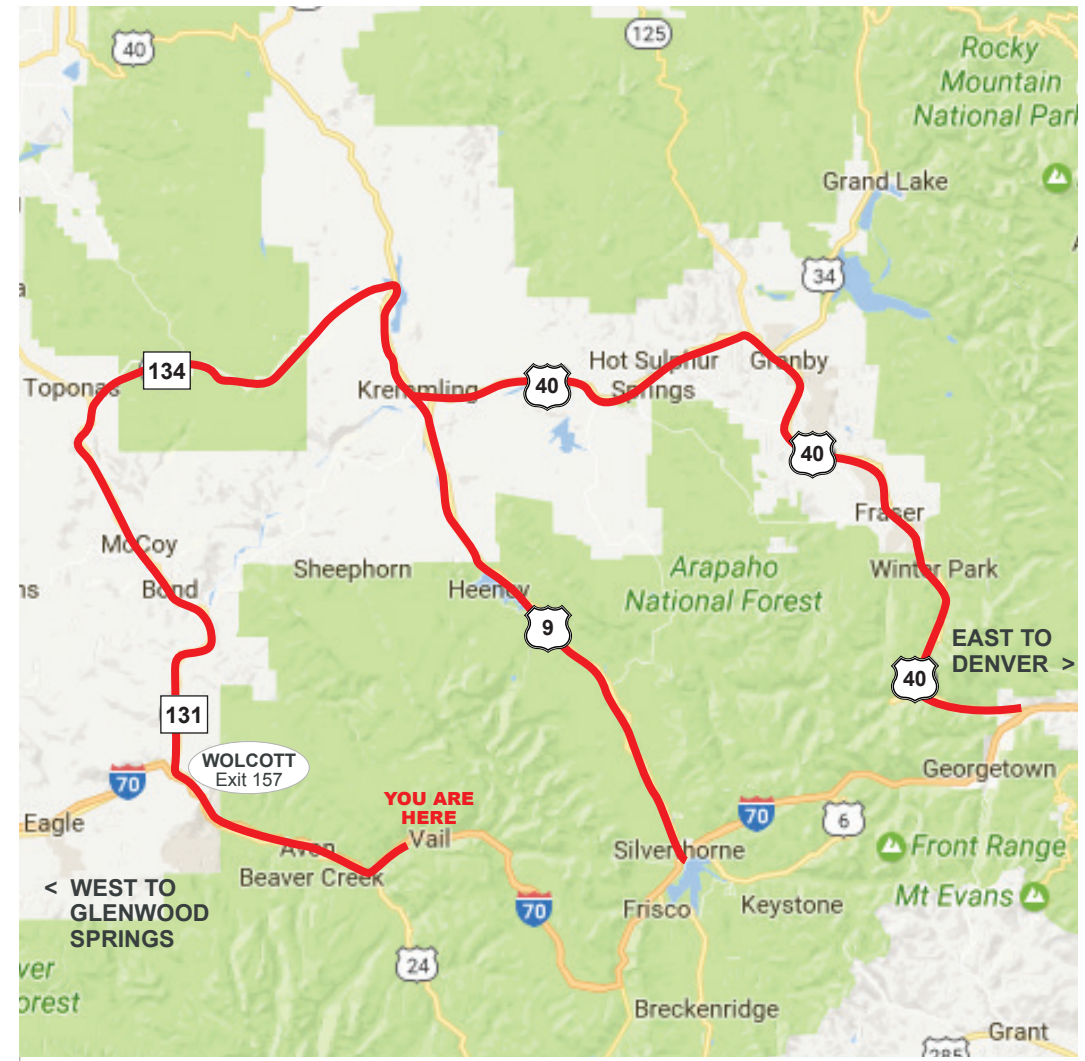 40
125
Rocky
Mountain
National Park
Grand Lake
34
134
Toponas
Kremmling
40
Hot Sulphur
Springs
Granby
40
Fraser
McCoy
Bond
Sheephorn
Heeney
Arapaho
National Forest
Winter Park
9
EAST TO
DENVER >
40
131
WOLCOTT
Exit 157
70
Georgetown
Eagle
YOU ARE
HERE
Vail
70
6
Avon
Beaver Creek
Silverthorne
Front Range
< WEST TO
GLENWOOD
SPRINGS
70
Frisco
Keystone
Mt Evans
24
ver
orest
Breckenridge
Grant
285